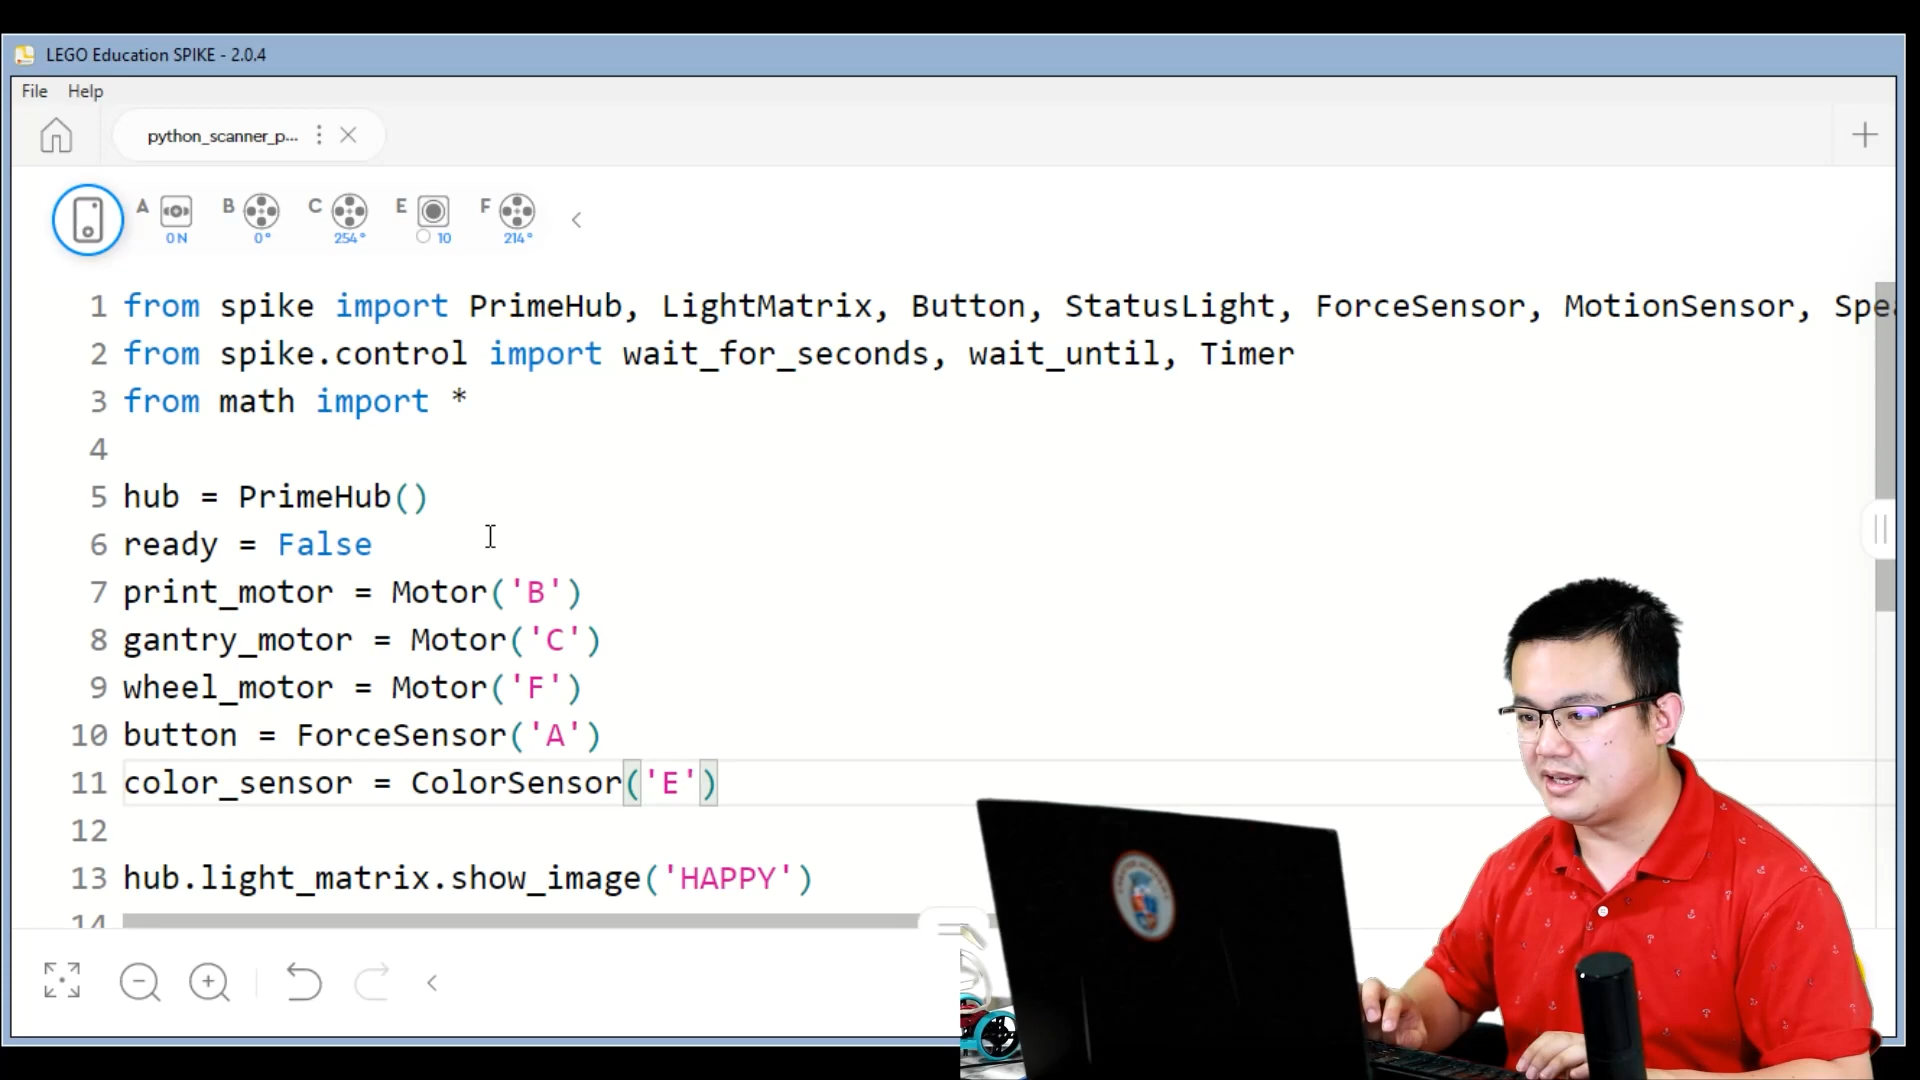 LEGO Education SPIKE - 2.0.4
File Help
python_scanner_p...
A B C E F
0 N 0° 254° 10 214°
1 from spike import PrimeHub, LightMatrix, Button, StatusLight, ForceSensor, MotionSensor, Spea
2 from spike.control import wait_for_seconds, wait_until, Timer
3 from math import *
4
5 hub = PrimeHub()
6 ready = False
7 print_motor = Motor('B')
8 gantry_motor = Motor('C')
9 wheel_motor = Motor('F')
10 button = ForceSensor('A')
11 color_sensor = ColorSensor('E')
12
13 hub.light_matrix.show_image('HAPPY')
14